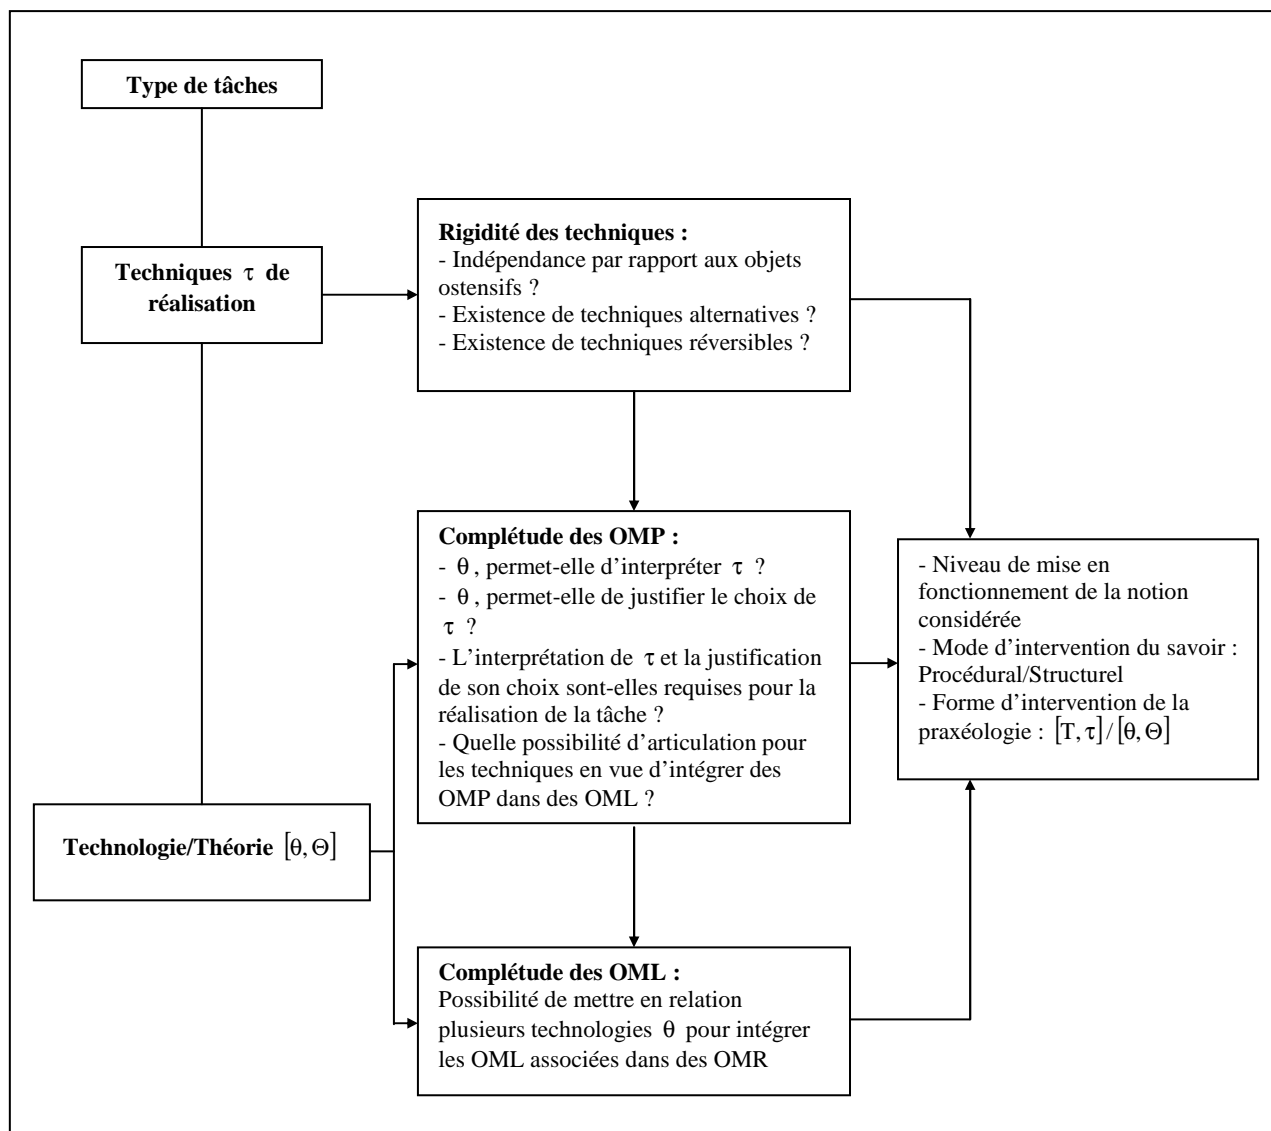 Type de tâches
Techniques τ de
réalisation
Rigidité des techniques :
- Indépendance par rapport aux objets
ostensifs ?
- Existence de techniques alternatives ?
- Existence de techniques réversibles ?
Complétude des OMP :
- θ, permet-elle d’interpréter τ ?
- θ, permet-elle de justifier le choix de
τ ?
- L’interprétation de τ et la justification
de son choix sont-elles requises pour la
réalisation de la tâche ?
- Quelle possibilité d’articulation pour
les techniques en vue d’intégrer des
OMP dans des OML ?
- Niveau de mise en
fonctionnement de la notion
considérée
- Mode d’intervention du savoir :
Procédural/Structurel
- Forme d’intervention de la
praxéologie : [T, τ] / [θ, Θ]
Technologie/Théorie [θ, Θ]
Complétude des OML :
Possibilité de mettre en relation
plusieurs technologies θ pour intégrer
les OML associées dans des OMR